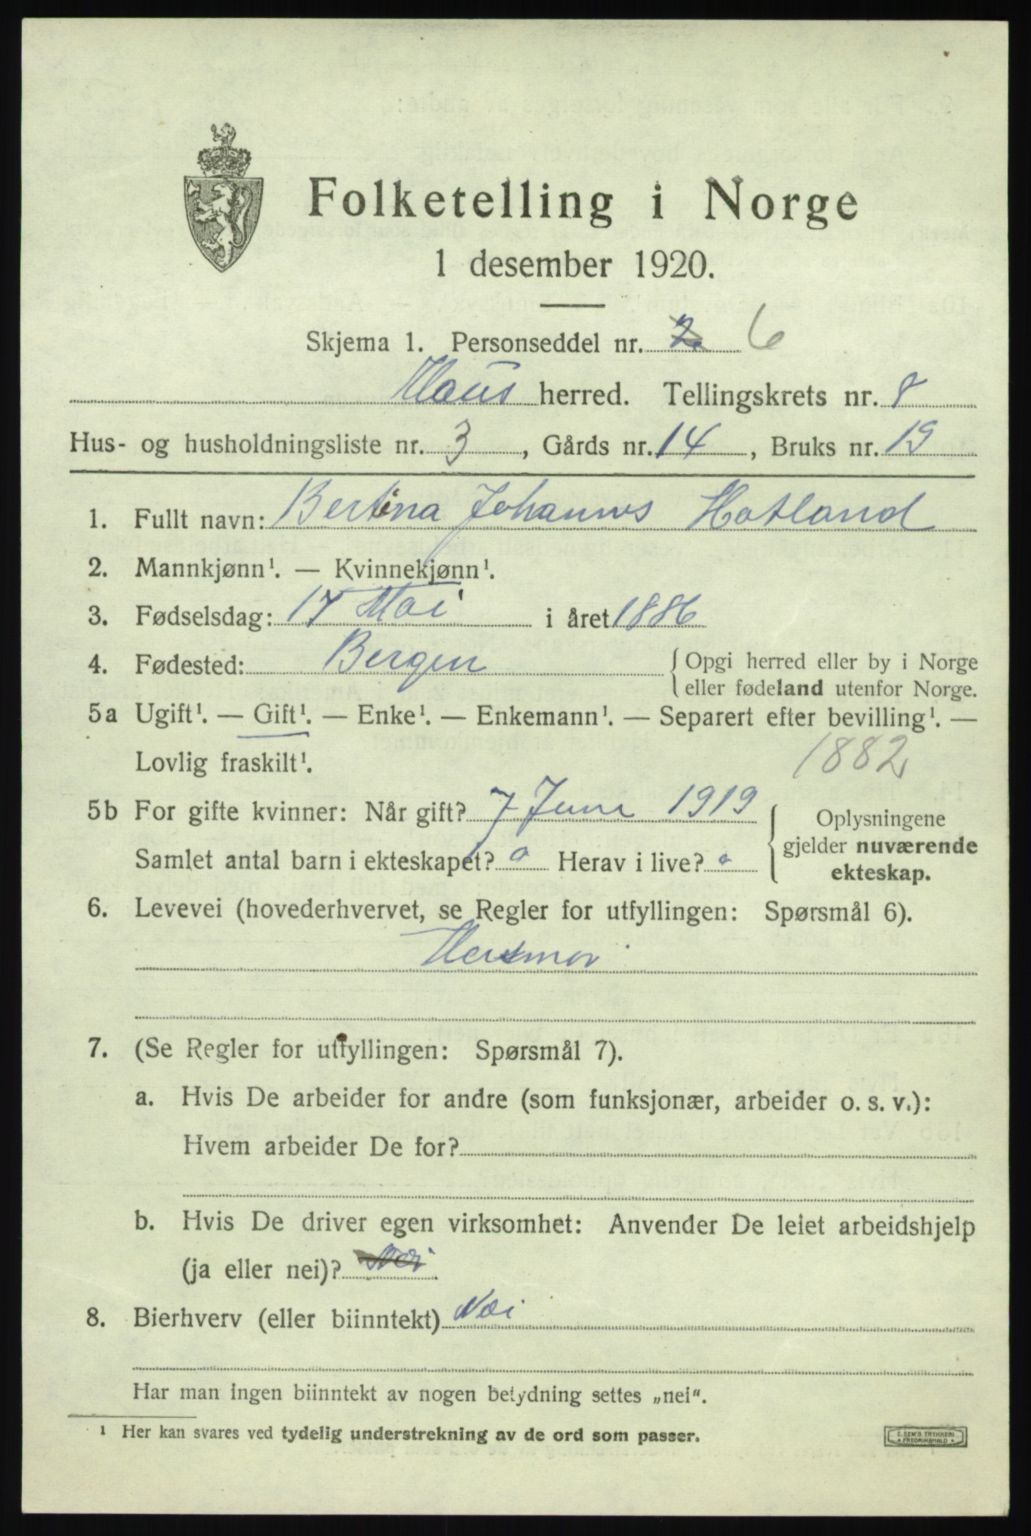 Folketelling i Norge
1 desember 1920.
Skjema 1. Personseddel nr. 2 6
Haus herred. Tellingskrets nr. 8
Hus- og husholdningsliste nr. 3, Gårds nr. 14, Bruks nr. 19
1. Fullt navn: Bertina Johannes Hatland
2. Mannkjønn¹. — Kvinnekjønn¹.
3. Fødselsdag: 17 Mai i året 1886
4. Fødested: Bergen {Opgi herred eller by i Norge
eller fødeland utenfor Norge.
5a Ugift¹. — Gift¹. — Enke¹. — Enkemann¹. — Separert efter bevilling¹. —
Lovlig fraskilt¹. 1882
5b For gifte kvinner: Når gift? 7 Juni 1919
Samlet antal barn i ekteskapet? o Herav i live? o
Oplysningene
gjelder nuværende
ekteskap.
6. Levevei (hovederhvervet, se Regler for utfyllingen: Spørsmål 6).
Husmor
7. (Se Regler for utfyllingen: Spørsmål 7).
a. Hvis De arbeider for andre (som funksjonær, arbeider o. s. v.):
Hvem arbeider De for?
b. Hvis De driver egen virksomhet: Anvender De leiet arbeidshjelp
(ja eller nei)? Nei
8. Bierhverv (eller biinntekt) Nei
Har man ingen biinntekt av nogen betydning settes „nei“.
¹ Her kan svares ved tydelig understrekning av de ord som passer.